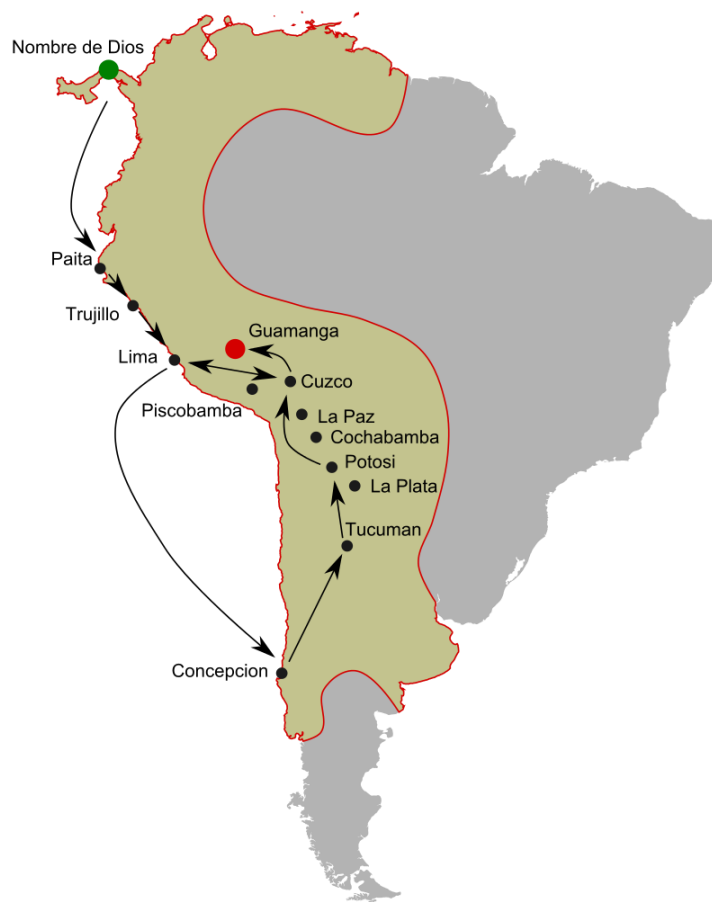 Nombre de Dios
Paita
Trujillo
Guamanga
Lima
Cuzco
Piscobamba
La Paz
Cochabamba
Potosi
La Plata
Tucuman
Concepcion